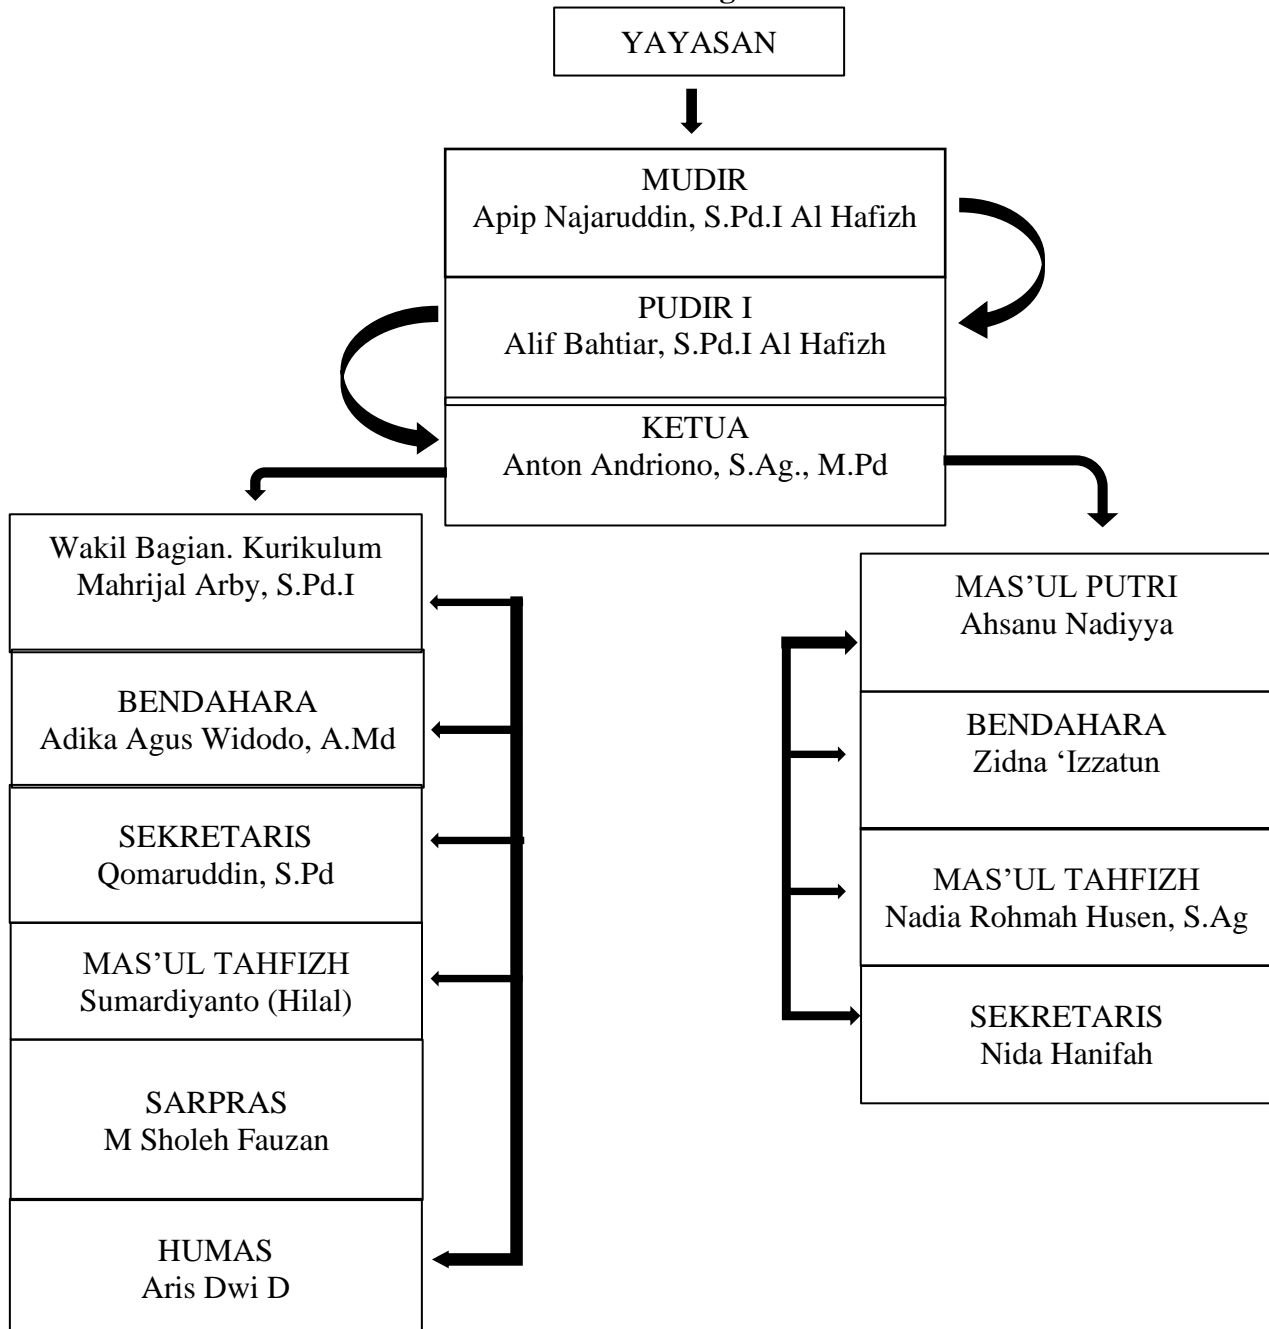 YAYASAN
MUDIR
Apip Najaruddin, S.Pd.I Al Hafizh
PUDIR I
Alif Bahtiar, S.Pd.I Al Hafizh
KETUA
Anton Andriono, S.Ag., M.Pd
Wakil Bagian. Kurikulum
Mahrijal Arby, S.Pd.I
BENDAHARA
Adika Agus Widodo, A.Md
SEKRETARIS
Qomaruddin, S.Pd
MAS’UL TAHFIZH
Sumardiyanto (Hilal)
SARPRAS
M Sholeh Fauzan
HUMAS
Aris Dwi D
MAS’UL PUTRI
Ahsanu Nadiyya
BENDAHARA
Zidna ‘Izzatun
MAS’UL TAHFIZH
Nadia Rohmah Husen, S.Ag
SEKRETARIS
Nida Hanifah